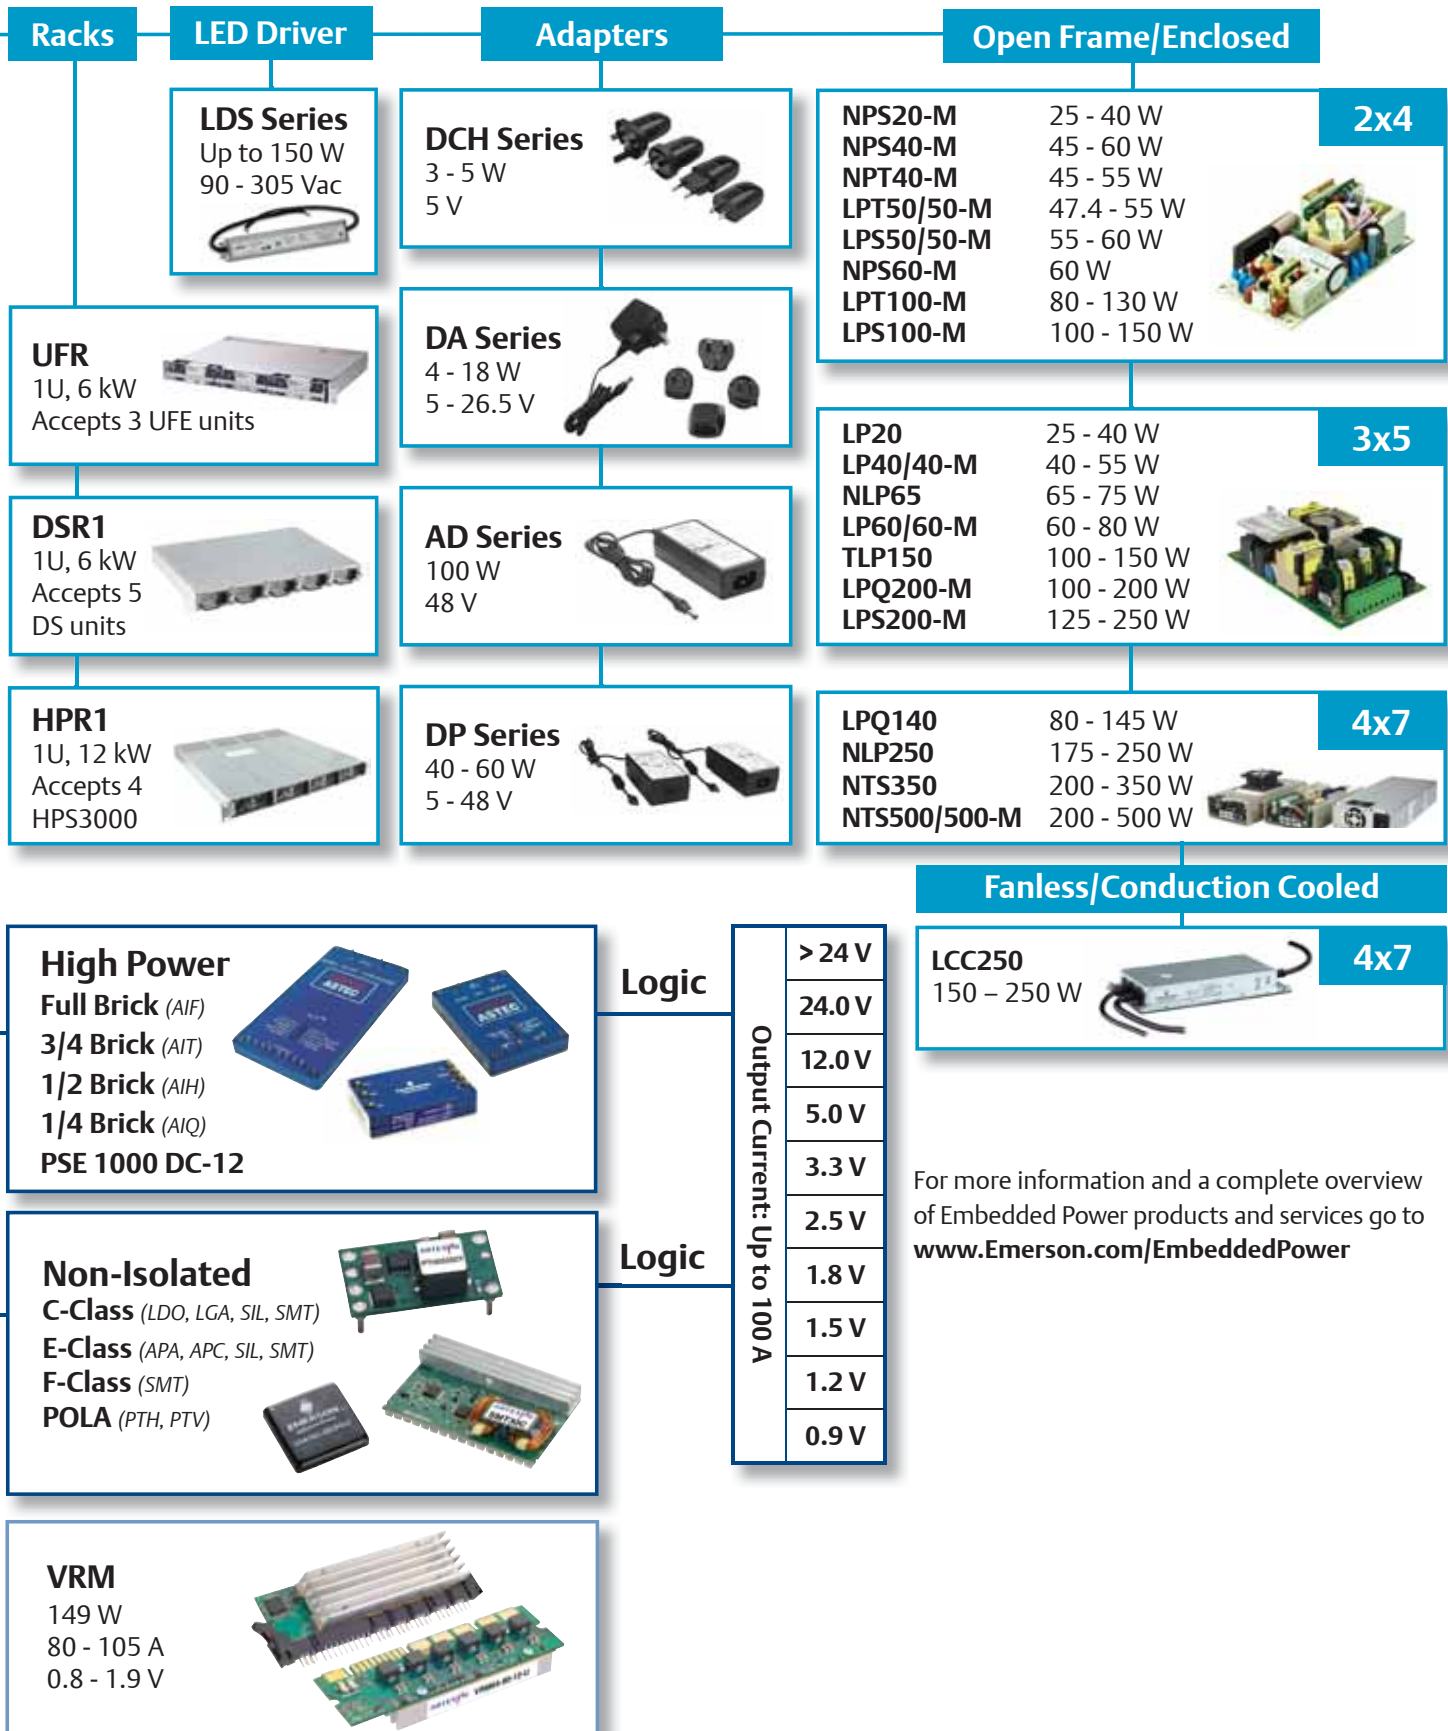 Racks
LED Driver
Adapters
Open Frame/Enclosed
LDS Series
Up to 150 W
90 - 305 Vac
UFR
1U, 6 kW
Accepts 3 UFE units
DSR1
1U, 6 kW
Accepts 5
DS units
HPR1
1U, 12 kW
Accepts 4
HPS3000
DCH Series
3 - 5 W
5 V
DA Series
4 - 18 W
5 - 26.5 V
AD Series
100 W
48 V
DP Series
40 - 60 W
5 - 48 V
2x4
NPS20-M 25 - 40 W
NPS40-M 45 - 60 W
NPT40-M 45 - 55 W
LPT50/50-M 47.4 - 55 W
LPS50/50-M 55 - 60 W
NPS60-M 60 W
LPT100-M 80 - 130 W
LPS100-M 100 - 150 W
3x5
LP20 25 - 40 W
LP40/40-M 40 - 55 W
NLP65 65 - 75 W
LP60/60-M 60 - 80 W
TLP150 100 - 150 W
LPQ200-M 100 - 200 W
LPS200-M 125 - 250 W
4x7
LPQ140 80 - 145 W
NLP250 175 - 250 W
NTS350 200 - 350 W
NTS500/500-M 200 - 500 W
Fanless/Conduction Cooled
4x7
LCC250
150 – 250 W
High Power
Full Brick (AIF)
3/4 Brick (AIT)
1/2 Brick (AIH)
1/4 Brick (AIQ)
PSE 1000 DC-12
ASTEC
ASTEC
Logic
Non-Isolated
C-Class (LDO, LGA, SIL, SMT)
E-Class (APA, APC, SIL, SMT)
F-Class (SMT)
POLA (PTH, PTV)
EMERSON
Logic
Output Current: Up to 100 A
> 24 V
24.0 V
12.0 V
5.0 V
3.3 V
2.5 V
1.8 V
1.5 V
1.2 V
0.9 V
For more information and a complete overview
of Embedded Power products and services go to
www.Emerson.com/EmbeddedPower
VRM
149 W
80 - 105 A
0.8 - 1.9 V